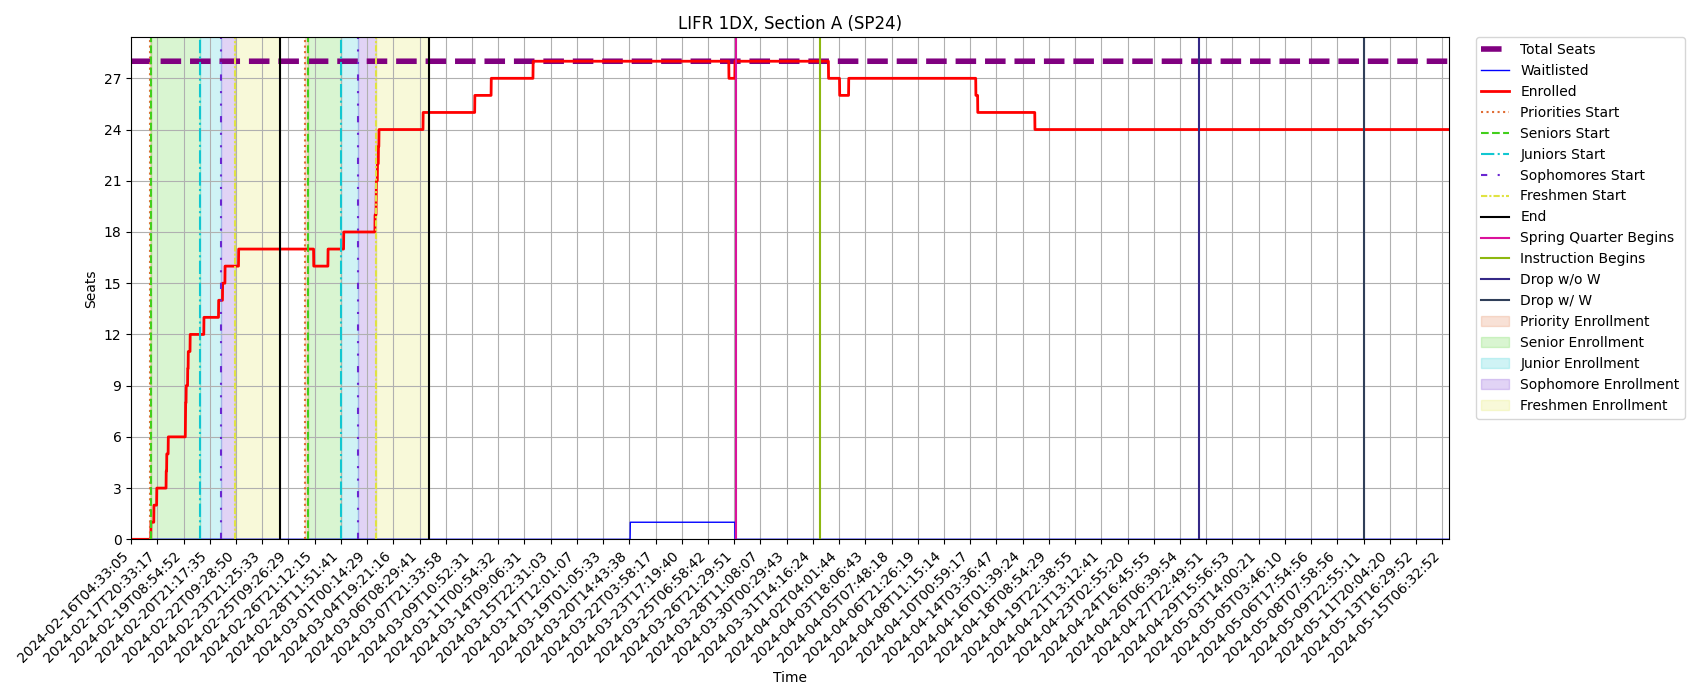 LIFR 1DX, Section A (SP24)
Seats
27
24
21
18
15
12
9
6
3
0
2024-02-16T04:33:05
2024-02-17T20:33:17
2024-02-19T08:54:52
2024-02-20T21:17:35
2024-02-22T09:28:50
2024-02-23T21:25:33
2024-02-25T09:26:29
2024-02-26T21:12:15
2024-02-28T11:51:41
2024-03-01T00:14:29
2024-03-04T19:21:16
2024-03-06T08:29:41
2024-03-07T21:33:58
2024-03-09T10:52:31
2024-03-11T00:54:32
2024-03-14T09:06:31
2024-03-15T22:31:03
2024-03-17T12:01:07
2024-03-19T01:05:33
2024-03-20T14:43:38
2024-03-22T03:58:17
2024-03-23T17:19:40
2024-03-25T06:58:42
2024-03-26T21:29:51
2024-03-28T11:08:07
2024-03-30T00:29:43
2024-03-31T14:16:24
2024-04-02T04:01:44
2024-04-03T18:06:43
2024-04-05T07:48:18
2024-04-06T21:26:19
2024-04-08T11:15:14
2024-04-10T00:59:17
2024-04-14T03:36:47
2024-04-16T01:39:24
2024-04-18T08:54:29
2024-04-19T22:38:55
2024-04-21T13:12:41
2024-04-23T02:55:20
2024-04-24T16:45:55
2024-04-26T06:39:54
2024-04-27T22:49:51
2024-04-29T15:56:53
2024-05-03T14:00:21
2024-05-05T03:46:10
2024-05-06T17:54:56
2024-05-08T07:58:56
2024-05-09T22:55:11
2024-05-11T20:04:20
2024-05-13T16:29:52
2024-05-15T06:32:52
Time
Total Seats
Waitlisted
Enrolled
Priorities Start
Seniors Start
Juniors Start
Sophomores Start
Freshmen Start
End
Spring Quarter Begins
Instruction Begins
Drop w/o W
Drop w/ W
Priority Enrollment
Senior Enrollment
Junior Enrollment
Sophomore Enrollment
Freshmen Enrollment